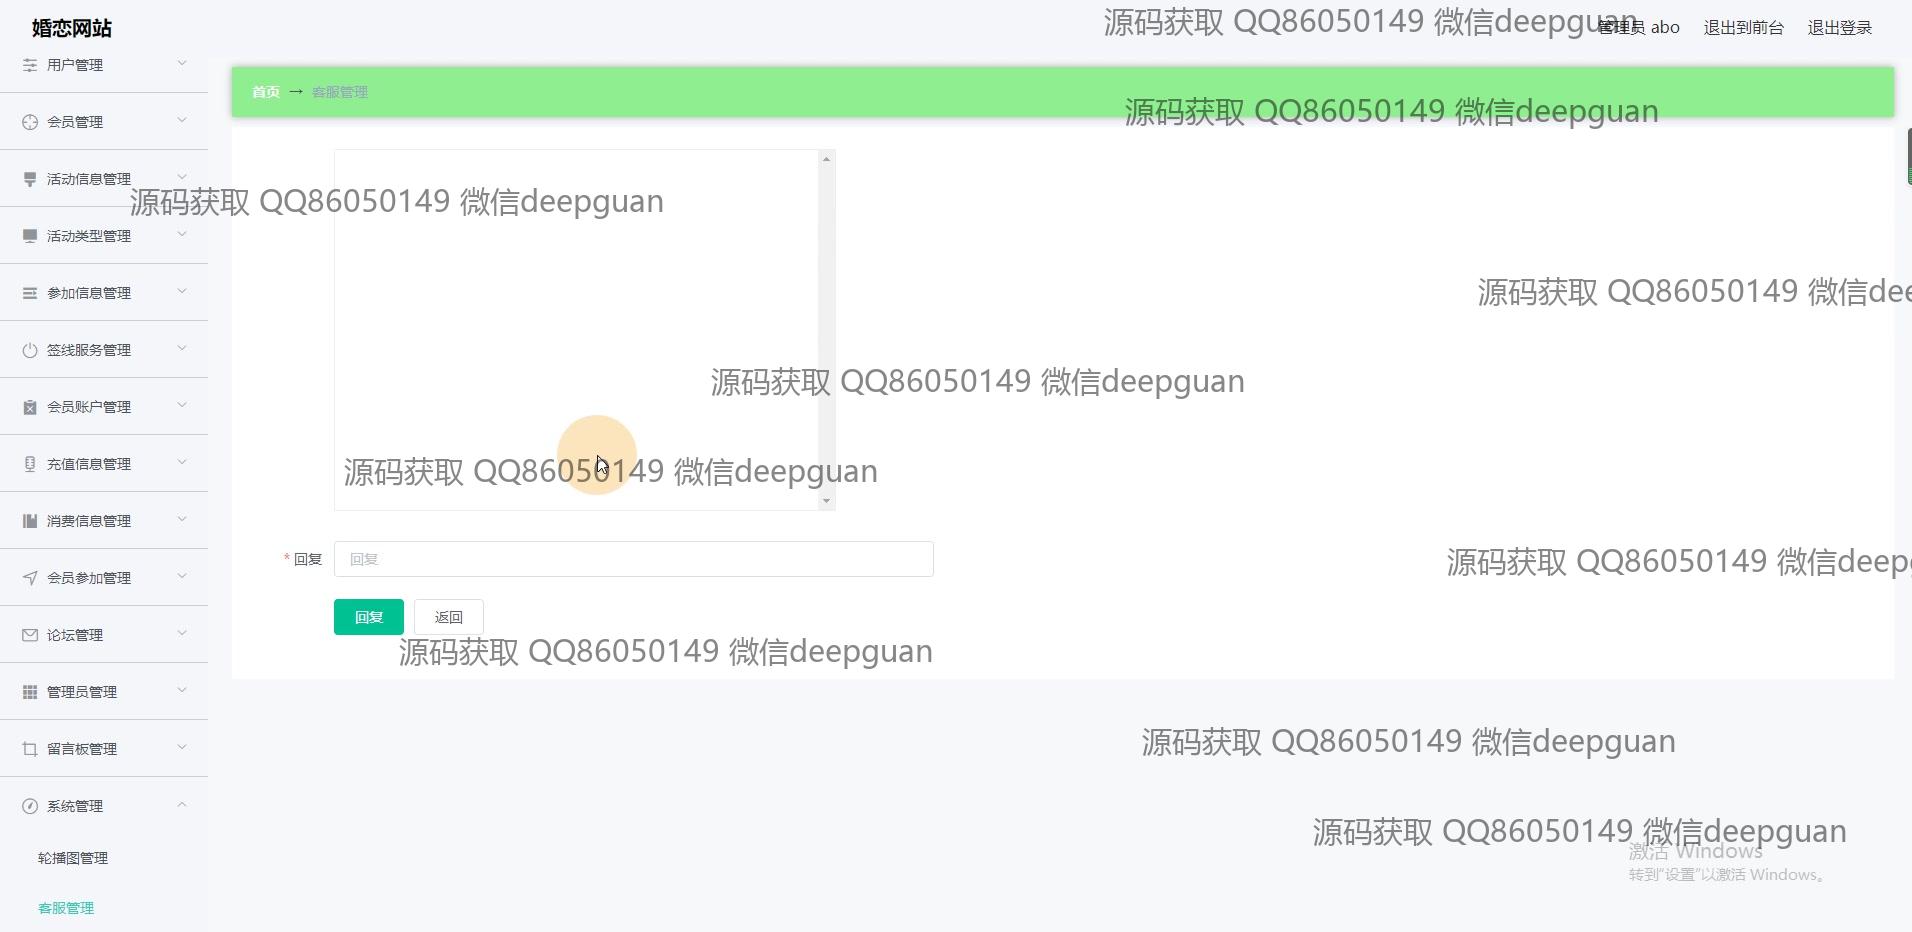 婚恋网站
源码获取 QQ86050149 微信deepguan
管理员 abo
退出到前台
退出登录
用户管理
首页 → 客服管理
源码获取 QQ86050149 微信deepguan
会员管理
活动信息管理
源码获取 QQ86050149 微信deepguan
活动类型管理
参加信息管理
源码获取 QQ86050149 微信dee
签线服务管理
源码获取 QQ86050149 微信deepguan
会员账户管理
充值信息管理
源码获取 QQ86050149 微信deepguan
消费信息管理
* 回复 回复
源码获取 QQ86050149 微信deep
会员参加管理
回复 返回
论坛管理
源码获取 QQ86050149 微信deepguan
管理员管理
留言板管理
源码获取 QQ86050149 微信deepguan
系统管理
源码获取 QQ86050149 微信deepguan
激活 Windows
轮播图管理
转到“设置”以激活 Windows。
客服管理